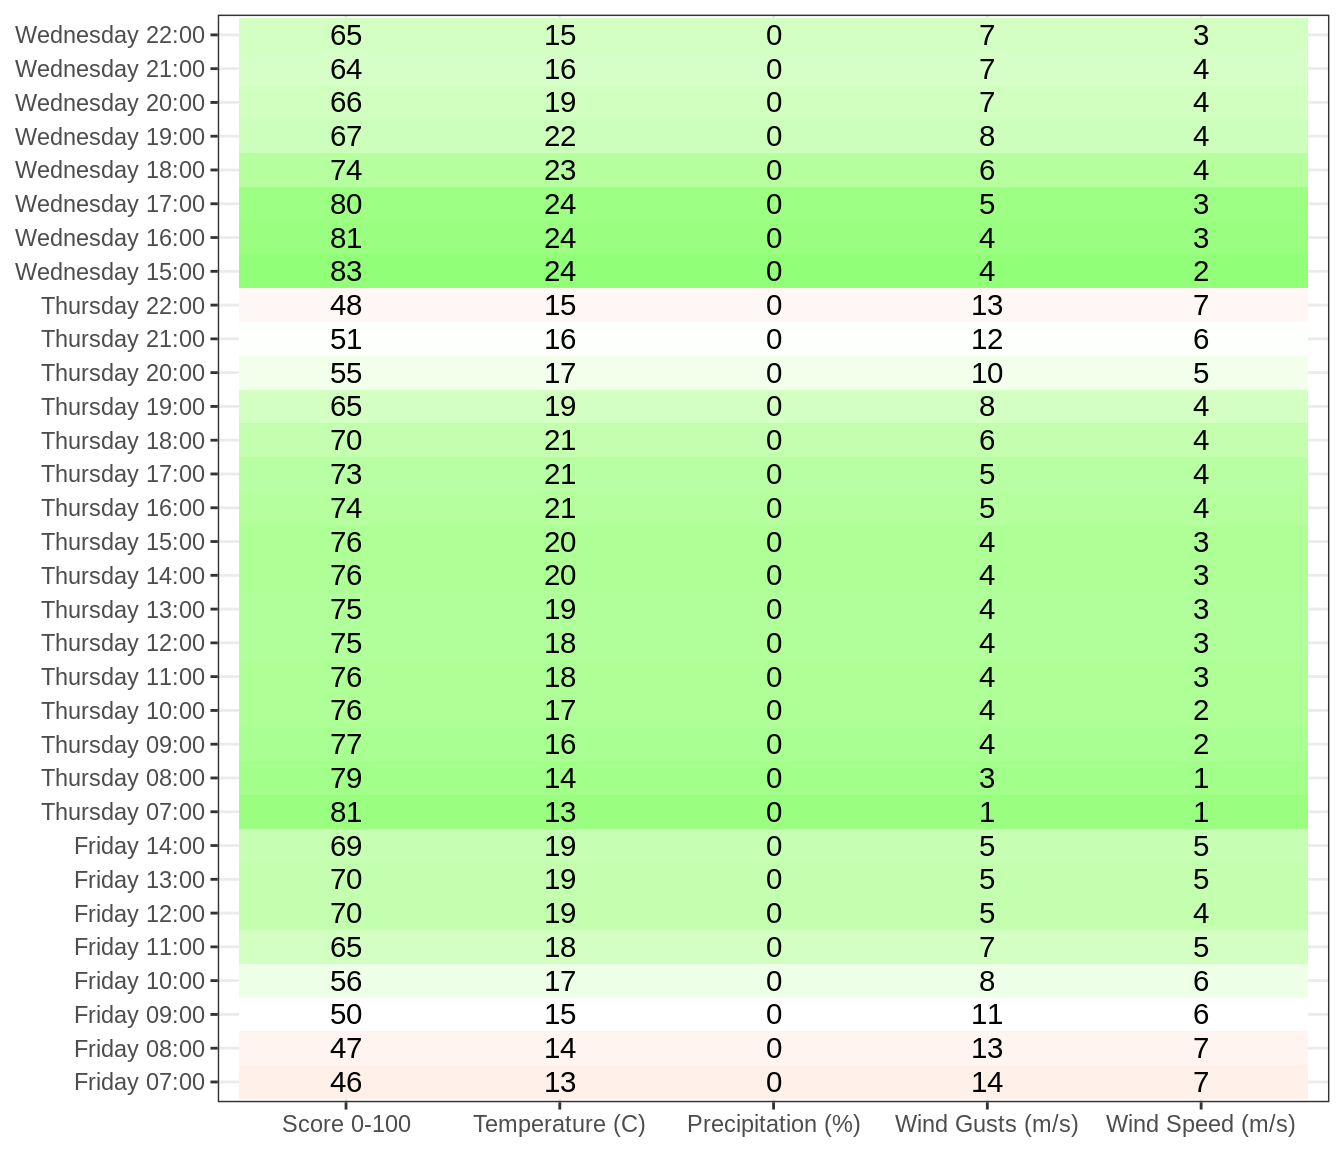 Wednesday 22:00 65 15 0 7 3
Wednesday 21:00 64 16 0 7 4
Wednesday 20:00 66 19 0 7 4
Wednesday 19:00 67 22 0 8 4
Wednesday 18:00 74 23 0 6 4
Wednesday 17:00 80 24 0 5 3
Wednesday 16:00 81 24 0 4 3
Wednesday 15:00 83 24 0 4 2
Thursday 22:00 48 15 0 13 7
Thursday 21:00 51 16 0 12 6
Thursday 20:00 55 17 0 10 5
Thursday 19:00 65 19 0 8 4
Thursday 18:00 70 21 0 6 4
Thursday 17:00 73 21 0 5 4
Thursday 16:00 74 21 0 5 4
Thursday 15:00 76 20 0 4 3
Thursday 14:00 76 20 0 4 3
Thursday 13:00 75 19 0 4 3
Thursday 12:00 75 18 0 4 3
Thursday 11:00 76 18 0 4 3
Thursday 10:00 76 17 0 4 2
Thursday 09:00 77 16 0 4 2
Thursday 08:00 79 14 0 3 1
Thursday 07:00 81 13 0 1 1
Friday 14:00 69 19 0 5 5
Friday 13:00 70 19 0 5 5
Friday 12:00 70 19 0 5 4
Friday 11:00 65 18 0 7 5
Friday 10:00 56 17 0 8 6
Friday 09:00 50 15 0 11 6
Friday 08:00 47 14 0 13 7
Friday 07:00 46 13 0 14 7
Score 0-100 Temperature (C) Precipitation (%) Wind Gusts (m/s) Wind Speed (m/s)